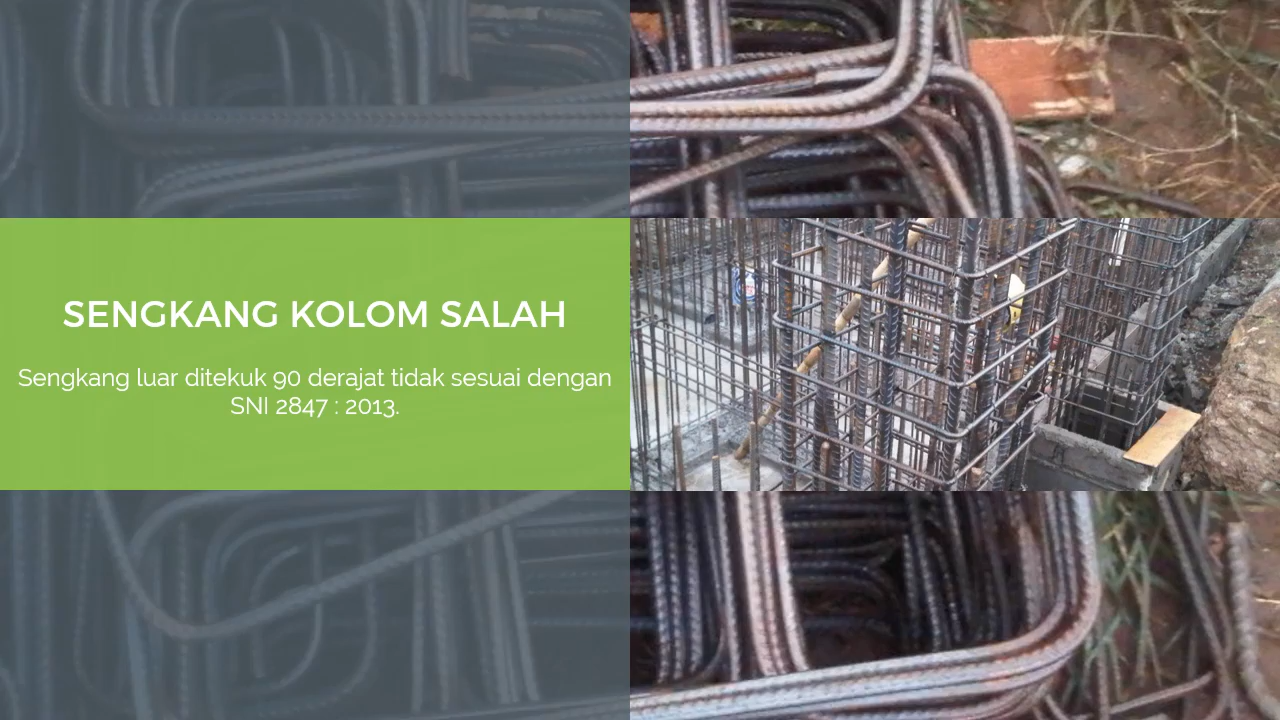 SENGKANG KOLOM SALAH
Sengkang luar ditekuk 90 derajat tidak sesuai dengan
SNI 2847 : 2013.